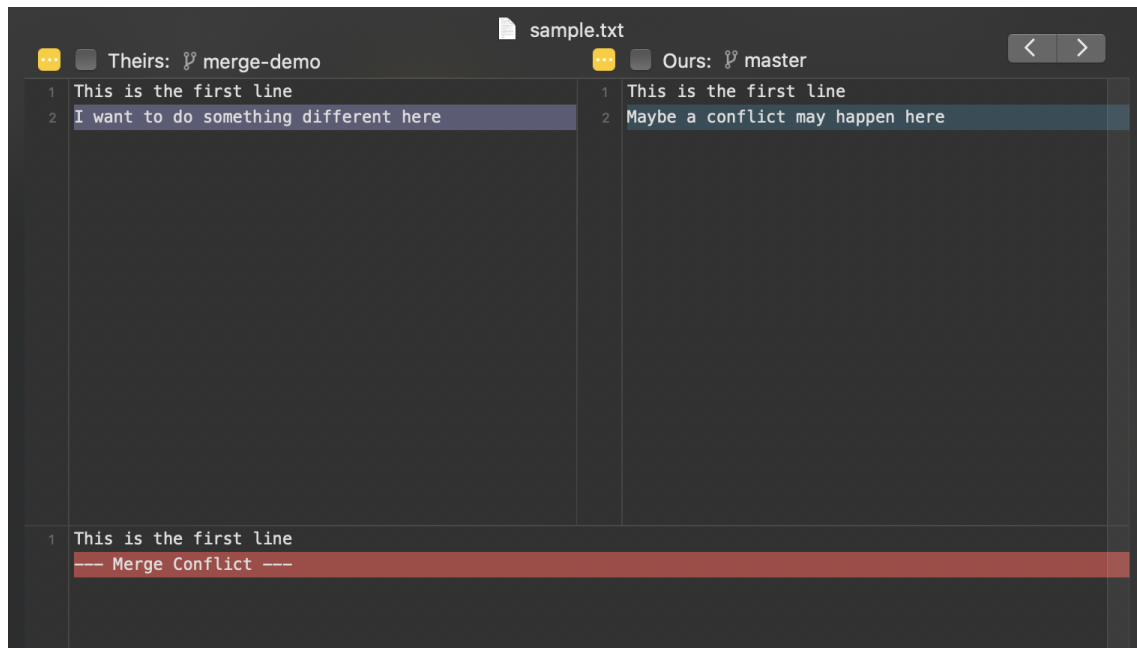 sample.txt
Theirs: merge-demo
Ours: master
1 This is the first line
2 I want to do something different here
1 This is the first line
2 Maybe a conflict may happen here
1 This is the first line
--- Merge Conflict ---